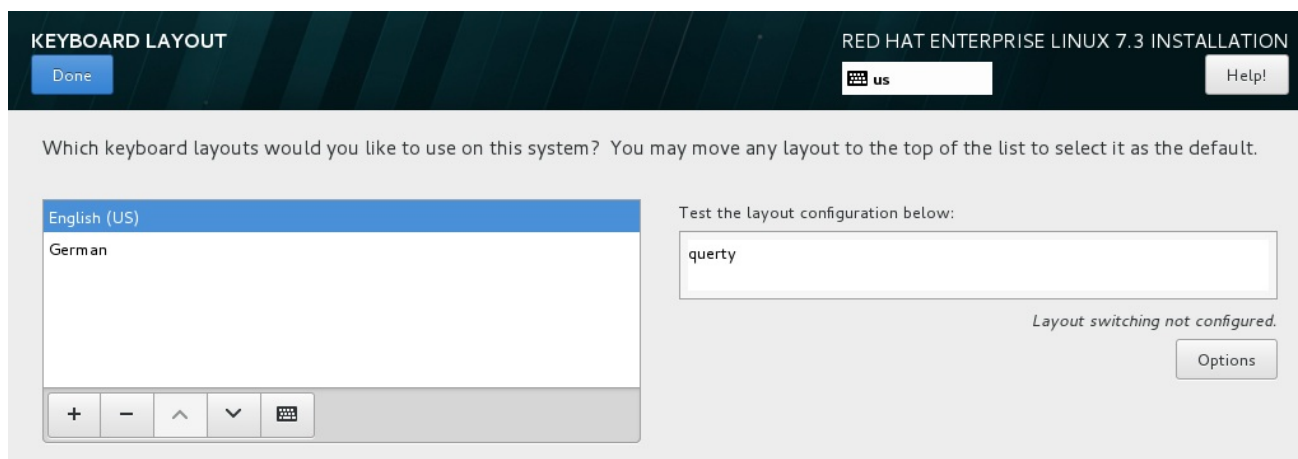 KEYBOARD LAYOUT
RED HAT ENTERPRISE LINUX 7.3 INSTALLATION
Done
us
Help!
Which keyboard layouts would you like to use on this system? You may move any layout to the top of the list to select it as the default.
English (US)
German
Test the layout configuration below:
querty
Layout switching not configured.
Options